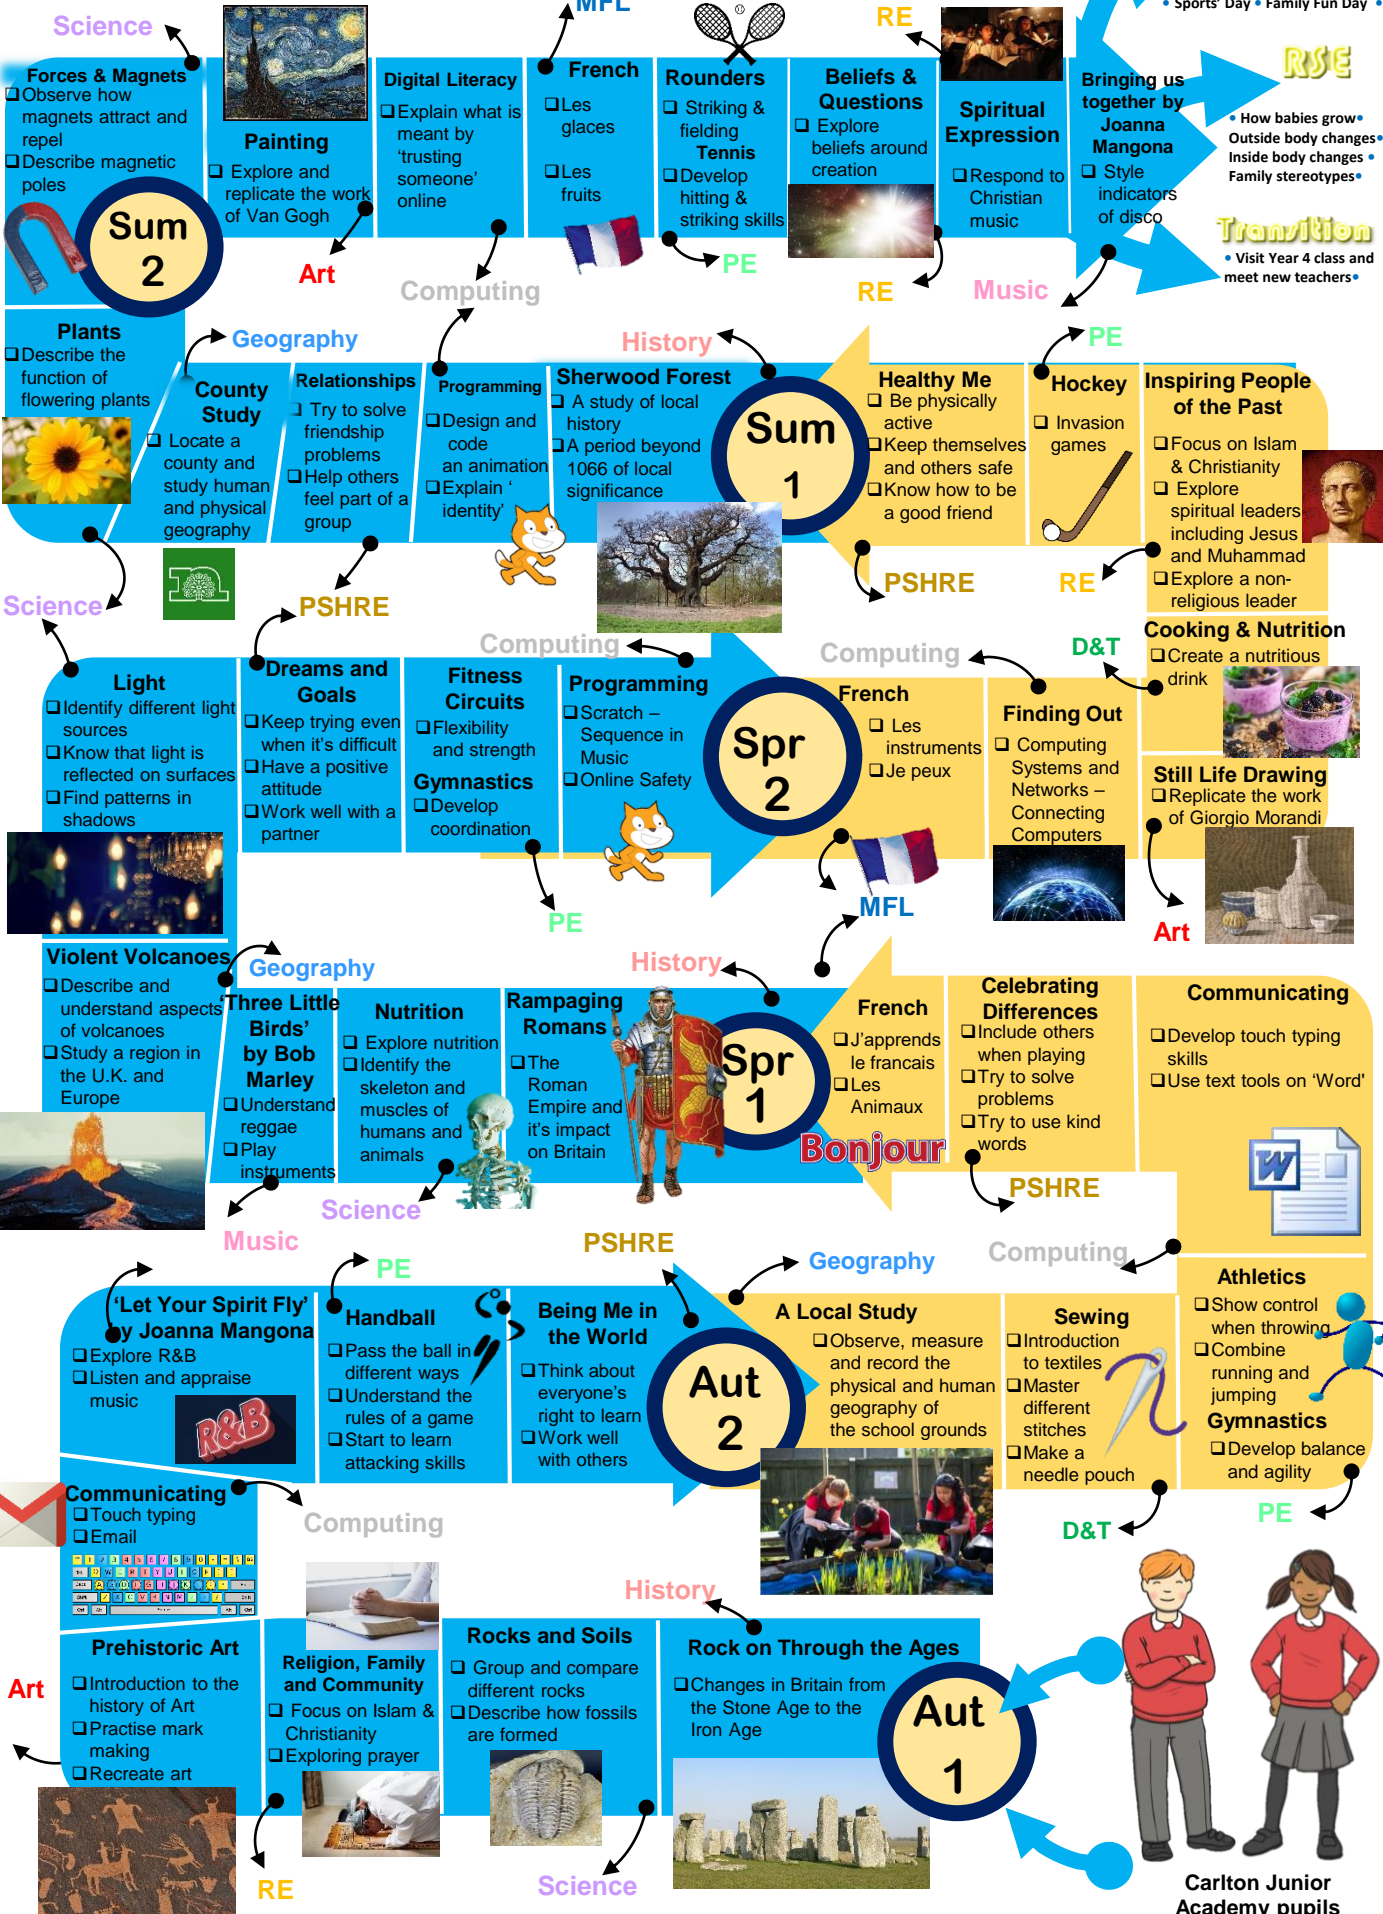 MFL
• Sports' Day • Family Fun Day •
Science
RE
Forces & Magnets
❑Observe how
magnets attract and
repel
❑Describe magnetic
poles
Painting
❑ Explore and
replicate the work
of Van Gogh
Art
Digital Literacy
❑Explain what is
meant by
‘trusting
someone’
online
Computing
French
❑Les
glaces
❑Les
fruits
Rounders
❑ Striking &
fielding
Tennis
❑Develop
hitting &
striking skills
PE
Beliefs &
Questions
❑ Explore
beliefs around
creation
RE
Spiritual
Expression
❑Respond to
Christian
music
Bringing us
together by
Joanna
Mangona
❑ Style
indicators
of disco
Music
RSE
• How babies grow•
Outside body changes•
Inside body changes •
Family stereotypes•
Transition
• Visit Year 4 class and
meet new teachers•
Sum
2
Plants
❑Describe the
function of
flowering plants
Science
Geography
County
Study
❑ Locate a
county and
study human
and physical
geography
n
Relationships
❑ Try to solve
friendship
problems
❑Help others
feel part of a
group
PSHRE
Programming
❑Design and
code
an animation
❑Explain ‘
identity’
History
Sherwood Forest
❑ A study of local
history
❑A period beyond
1066 of local
significance
Sum
1
Healthy Me
❑ Be physically
active
❑Keep themselves
and others safe
❑Know how to be
a good friend
PSHRE
PE
Hockey
❑ Invasion
games
Inspiring People
of the Past
❑Focus on Islam
& Christianity
❑ Explore
spiritual leaders
including Jesus
and Muhammad
❑Explore a non-
religious leader
RE
Cooking & Nutrition
❑Create a nutritious
drink
D&T
Still Life Drawing
❑Replicate the work
of Giorgio Morandi
Art
Computing
Finding Out
❑ Computing
Systems and
Networks –
Connecting
Computers
French
❑ Les
instruments
❑Je peux
MFL
Spr
2
Computing
Programming
❑Scratch –
Sequence in
Music
❑Online Safety
Fitness
Circuits
❑Flexibility
and strength
Gymnastics
❑Develop
coordination
PE
Dreams and
Goals
❑Keep trying even
when it’s difficult
❑Have a positive
attitude
❑Work well with a
partner
Light
❑Identify different light
sources
❑Know that light is
reflected on surfaces
❑Find patterns in
shadows
Violent Volcanoes
❑Describe and
understand aspects
of volcanoes
❑Study a region in
the U.K. and
Europe
Geography
‘Three Little
Birds’
by Bob
Marley
❑Understand
reggae
❑Play
instruments
Music
Nutrition
❑ Explore nutrition
❑Identify the
skeleton and
muscles of
humans and
animals
Science
History
Rampaging
Romans
❑The
Roman
Empire and
it’s impact
on Britain
Spr
1
French
❑J’apprends
le francais
❑Les
Animaux
Bonjour
Celebrating
Differences
❑Include others
when playing
❑Try to solve
problems
❑Try to use kind
words
PSHRE
Communicating
❑Develop touch typing
skills
❑Use text tools on ‘Word’
W
Computing
Athletics
❑Show control
when throwing
❑Combine
running and
jumping
Gymnastics
❑Develop balance
and agility
PE
Sewing
❑Introduction
to textiles
❑Master
different
stitches
❑Make a
needle pouch
D&T
Geography
A Local Study
❑Observe, measure
and record the
physical and human
geography of
the school grounds
Aut
2
PSHRE
Being Me in
the World
❑Think about
everyone’s
right to learn
❑Work well
with others
PE
Handball
❑Pass the ball in
different ways
❑Understand the
rules of a game
❑Start to learn
attacking skills
‘Let Your Spirit Fly’
by Joanna Mangona
❑Explore R&B
❑Listen and appraise
music
R&B
Communicating
❑Touch typing
❑Email
Computing
Prehistoric Art
❑Introduction to the
history of Art
❑Practise mark
making
❑Recreate art
Art
Religion, Family
and Community
❑ Focus on Islam &
Christianity
❑Exploring prayer
RE
Rocks and Soils
❑ Group and compare
different rocks
❑Describe how fossils
are formed
Science
History
Rock on Through the Ages
❑Changes in Britain from
the Stone Age to the
Iron Age
Aut
1
Carlton Junior
Academy pupils